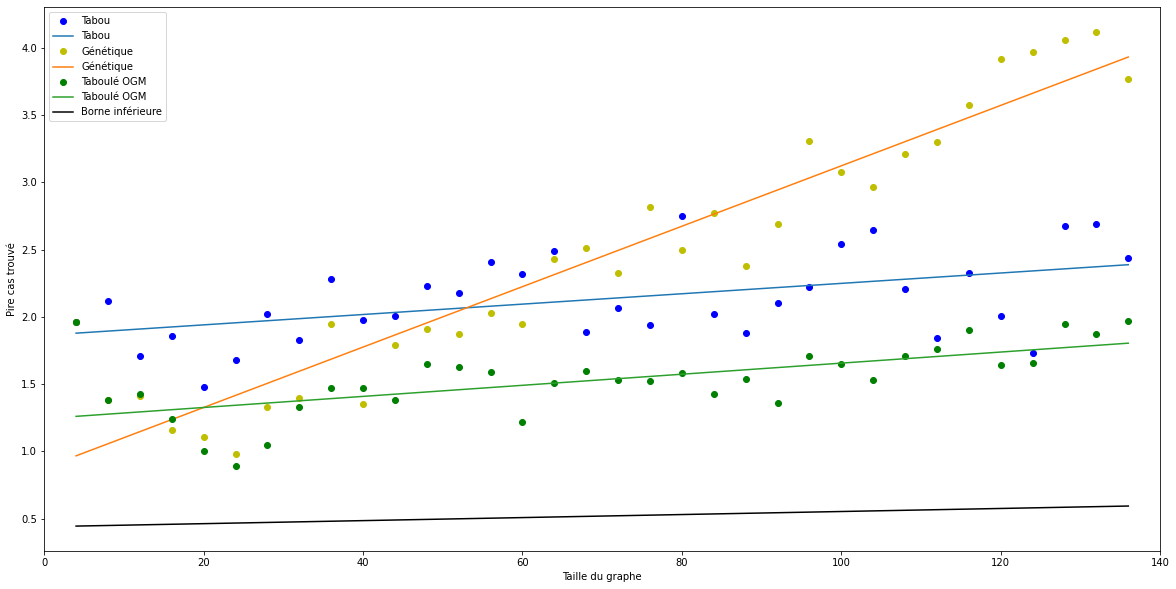 Tabou
Tabou
Génétique
Génétique
Taboulé OGM
Taboulé OGM
Borne inférieure
Pire cas trouvé
4.0
3.5
3.0
2.5
2.0
1.5
1.0
0.5
0 20 40 60 80 100 120 140
Taille du graphe